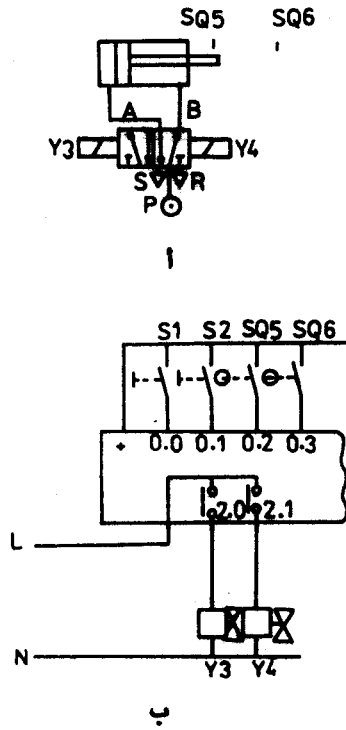 SQ5 SQ6
A B
Y3 Y4
S R
P
أ
S1 S2 SQ5 SQ6
+ 0.0 0.1 0.2 0.3
2.0 2.1
L
N
Y3 Y4
ب